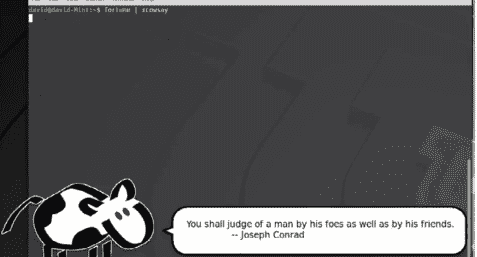 david@david-Mint:~$ fortune | xcowsay
You shall judge of a man by his foes as well as by his friends.
-- Joseph Conrad